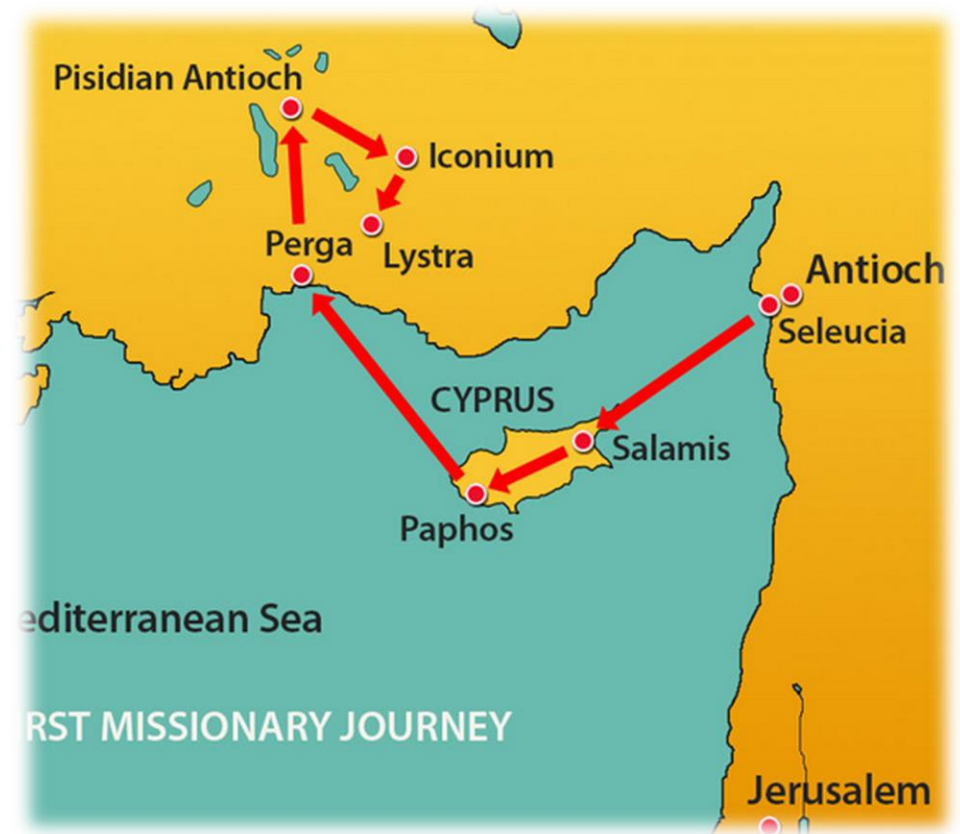 Pisidian Antioch
Iconium
Perga
Lystra
Antioch
Seleucia
CYPRUS
Salamis
Paphos
editerranean Sea
RST MISSIONARY JOURNEY
Jerusalem